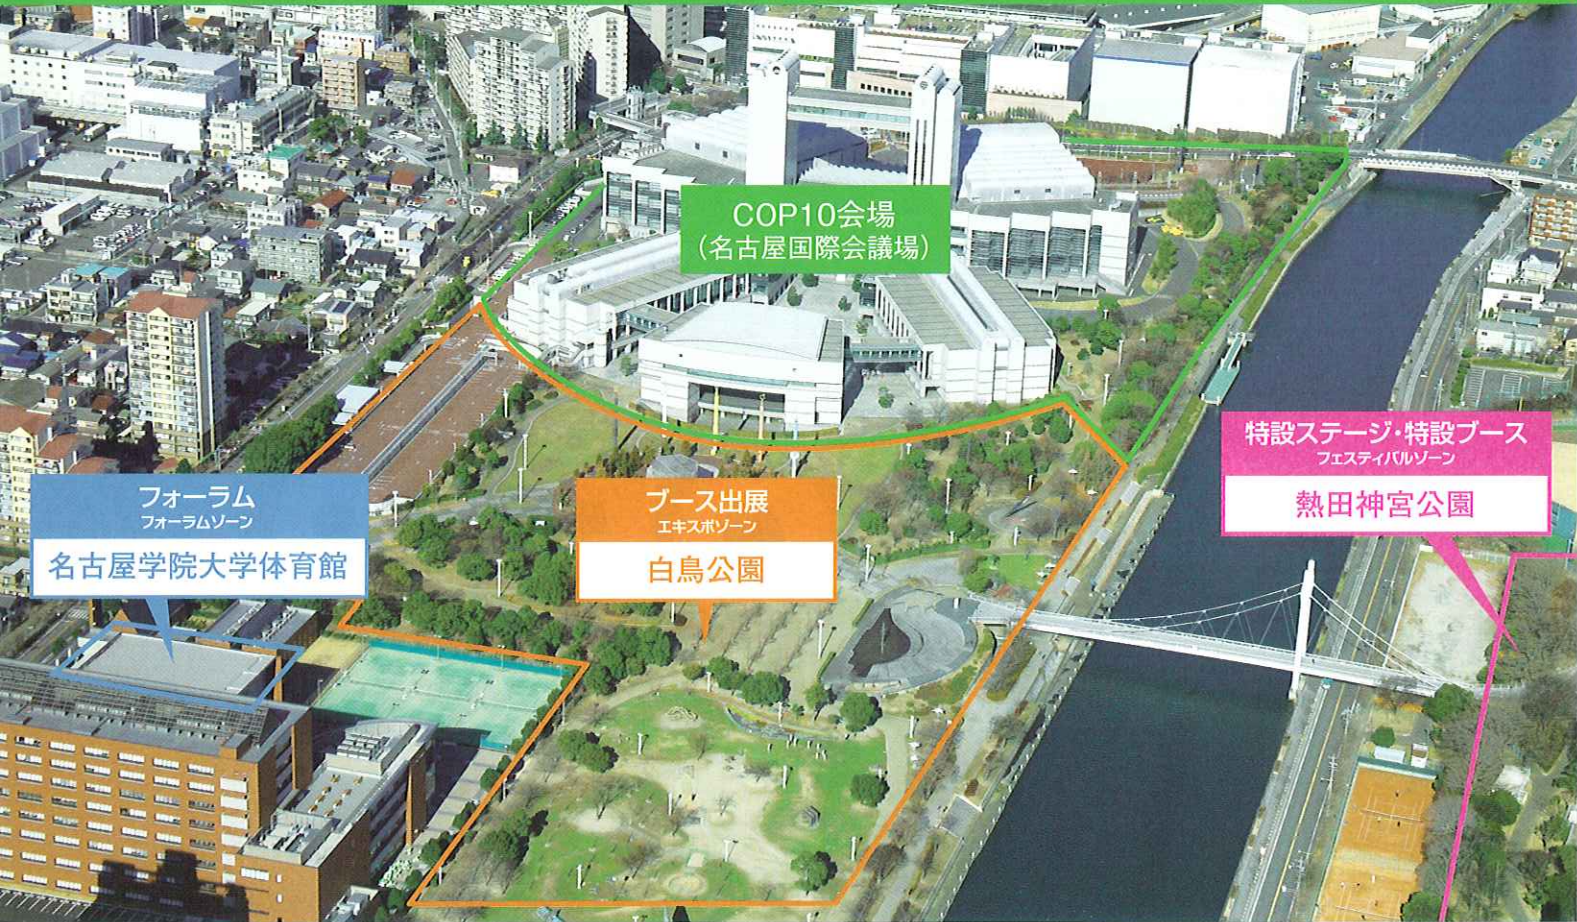 COP10会場
(名古屋国際会議場)
特設ステージ・特設ブース
フェスティバルゾーン
熱田神宮公園
フォーラム
フォーラムゾーン
名古屋学院大学体育館
ブース出展
エキスポゾーン
白鳥公園